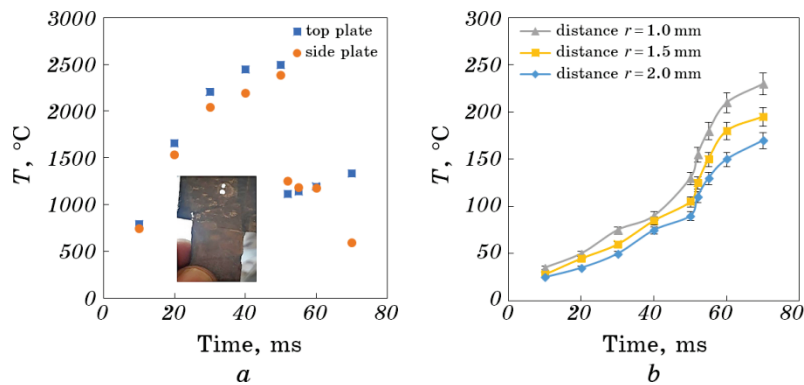 3000
2500
2000
1500
1000
500
0
T, °C
top plate
side plate
0 20 40 60 80
Time, ms
a
300
250
200
150
100
50
0
T, °C
distance r = 1.0 mm
distance r = 1.5 mm
distance r = 2.0 mm
0 20 40 60 80
Time, ms
b